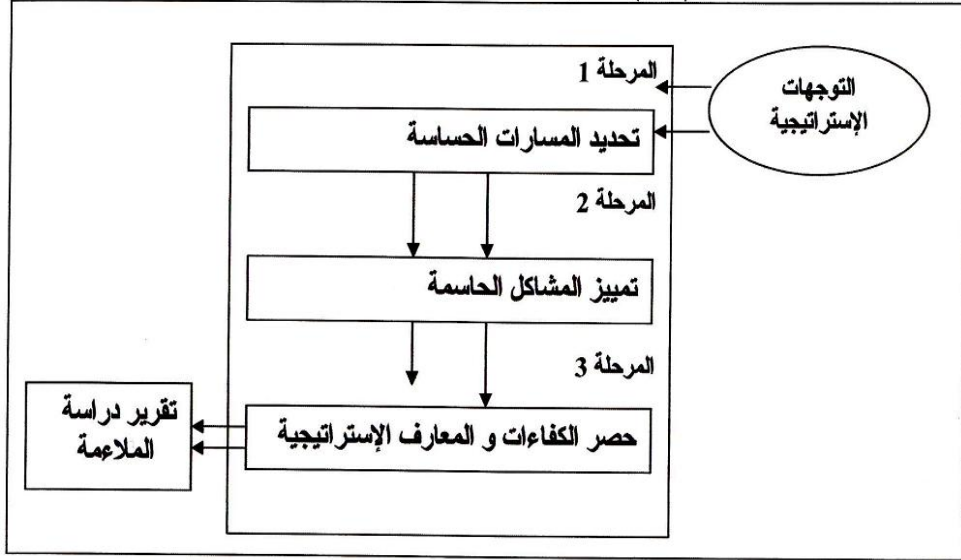 المرحلة 1
التوجهات
الإستراتيجية
تحديد المسارات الحساسة
المرحلة 2
تمييز المشاكل الحاسمة
المرحلة 3
حصر الكفاءات و المعارف الإستراتيجية
تقرير دراسة
الملاءمة